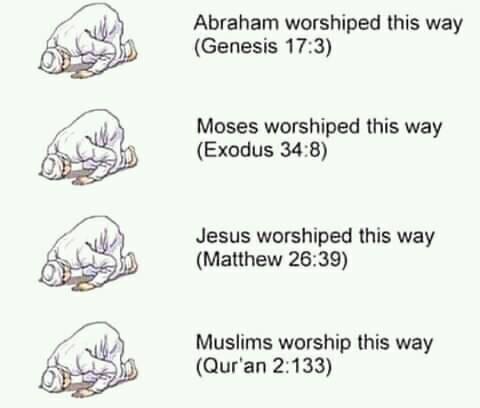 Abraham worshiped this way
(Genesis 17:3)
Moses worshiped this way
(Exodus 34:8)
Jesus worshiped this way
(Matthew 26:39)
Muslims worship this way
(Qur'an 2:133)